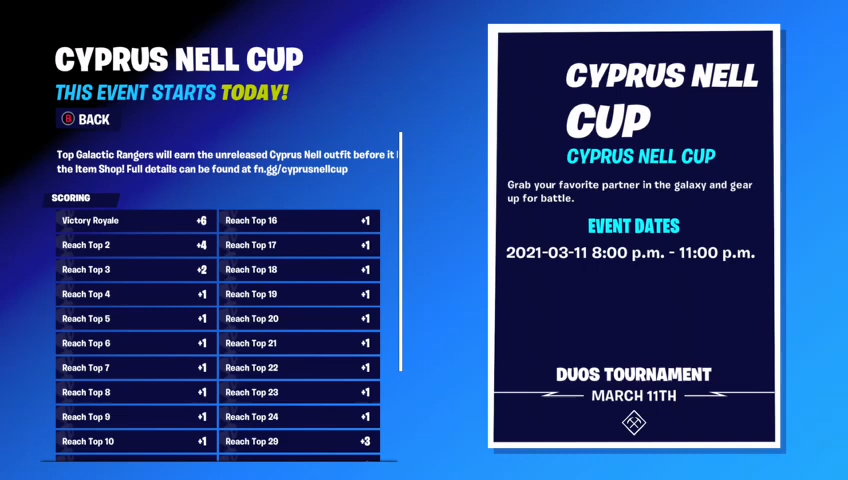 CYPRUS NELL CUP
THIS EVENT STARTS TODAY!
B BACK
Top Galactic Rangers will earn the unreleased Cyprus Nell outfit before it
the Item Shop! Full details can be found at fn.gg/cyprusnellcup
SCORING
Victory Royale +6
Reach Top 2 +4
Reach Top 3 +2
Reach Top 4 +1
Reach Top 5 +1
Reach Top 6 +1
Reach Top 7 +1
Reach Top 8 +1
Reach Top 9 +1
Reach Top 10 +1
Reach Top 16 +1
Reach Top 17 +1
Reach Top 18 +1
Reach Top 19 +1
Reach Top 20 +1
Reach Top 21 +1
Reach Top 22 +1
Reach Top 23 +1
Reach Top 24 +1
Reach Top 29 +3
CYPRUS NELL
CUP
CYPRUS NELL CUP
Grab your favorite partner in the galaxy and gear
up for battle.
EVENT DATES
2021-03-11 8:00 p.m. - 11:00 p.m.
DUOS TOURNAMENT
MARCH 11TH